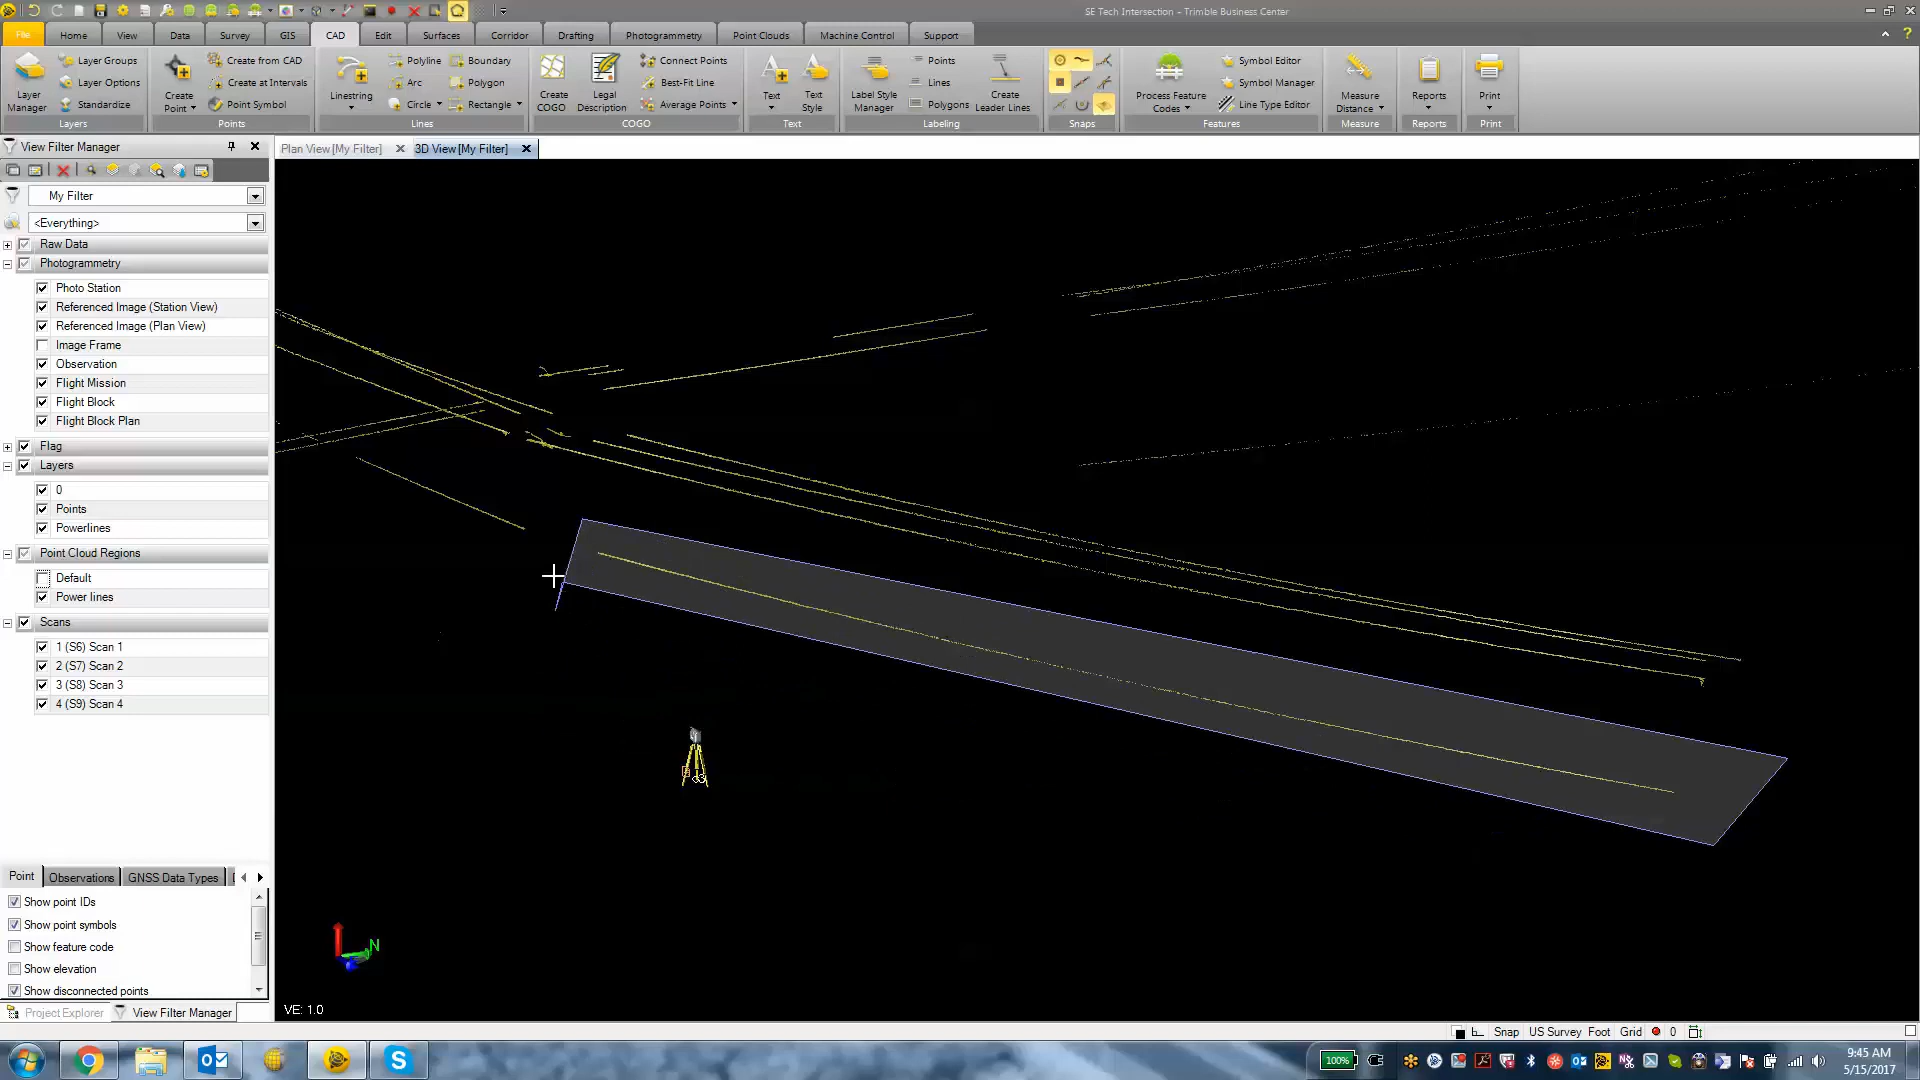 SE Tech Intersection - Trimble Business Center
File
Home
View
Data
Survey
GIS
CAD
Edit
Surfaces
Corridor
Drafting
Photogrammetry
Point Clouds
Machine Control
Support
Layer Manager
Layer Groups
Layer Options
Standardize
Layers
Create Point
Create from CAD
Create at Intervals
Point Symbol
Points
Linestring
Polyline
Arc
Circle
Boundary
Polygon
Rectangle
Lines
Create COGO
Legal Description
Connect Points
Best-Fit Line
Average Points
COGO
Text
Text Style
Text
Label Style Manager
Points
Lines
Polygons
Create Leader Lines
Labeling
Snaps
Process Feature Codes
Symbol Editor
Symbol Manager
Line Type Editor
Features
Measure Distance
Measure
Reports
Reports
Print
Print
View Filter Manager
Plan View [My Filter]
3D View [My Filter]
My Filter
<Everything>
Raw Data
Photogrammetry
Photo Station
Referenced Image (Station View)
Referenced Image (Plan View)
Image Frame
Observation
Flight Mission
Flight Block
Flight Block Plan
Flag
Layers
0
Points
Powerlines
Point Cloud Regions
Default
Power lines
Scans
1 (S6) Scan 1
2 (S7) Scan 2
3 (S8) Scan 3
4 (S9) Scan 4
Point
Observations
GNSS Data Types
Show point IDs
Show point symbols
Show feature code
Show elevation
Show disconnected points
Project Explorer
View Filter Manager
N
VE: 1.0
Snap
US Survey Foot
Grid
0
100%
9:45 AM
5/15/2017